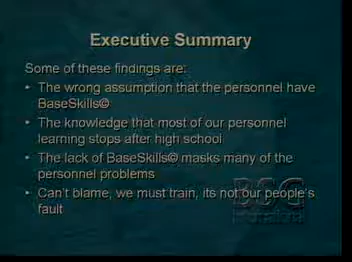 Executive Summary
Some of these findings are:
• The wrong assumption that the personnel have
BaseSkills©
• The knowledge that most of our personnel
learning stops after high school
• The lack of BaseSkills© masks many of the
personnel problems
• Can't blame, we must train, its not our people's
fault
BSG
International